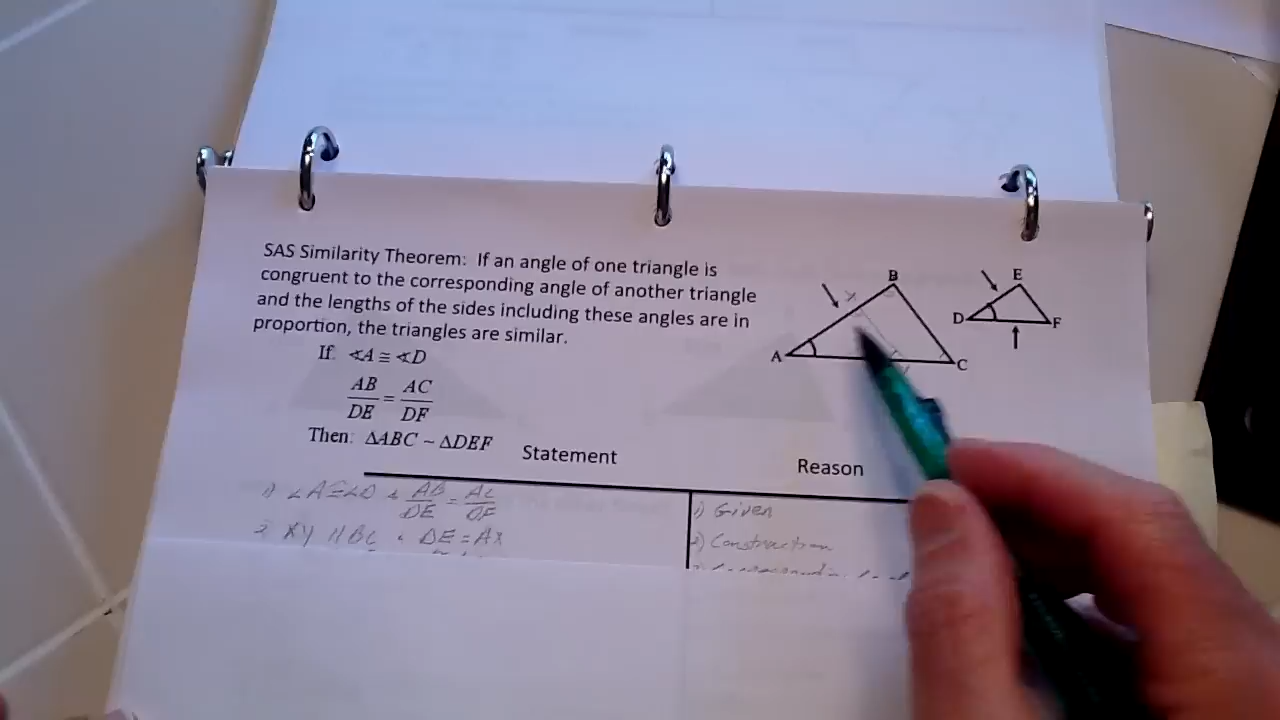 SAS Similarity Theorem: If an angle of one triangle is
congruent to the corresponding angle of another triangle
and the lengths of the sides including these angles are in
proportion, the triangles are similar.
If: ∢A ≅ ∢D
AB/DE = AC/DF
Then: ΔABC ~ ΔDEF
B
A
C
X
E
D
F
Statement
Reason
1) ∠A≅∠D & AB/DE = AC/DF
1) Given
2 XY // BC & DE = AX
2) Construction